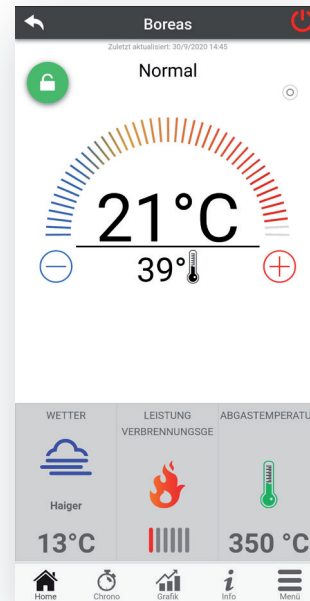 Boreas
Zuletzt aktualisiert: 30/9/2020 14:45
Normal
21°C
39°
WETTER
LEISTUNG
VERBRENNUNGSGE
ABGASTEMPERATU
Haiger
13°C
350 °C
Home
Chrono
Grafik
Info
Menü